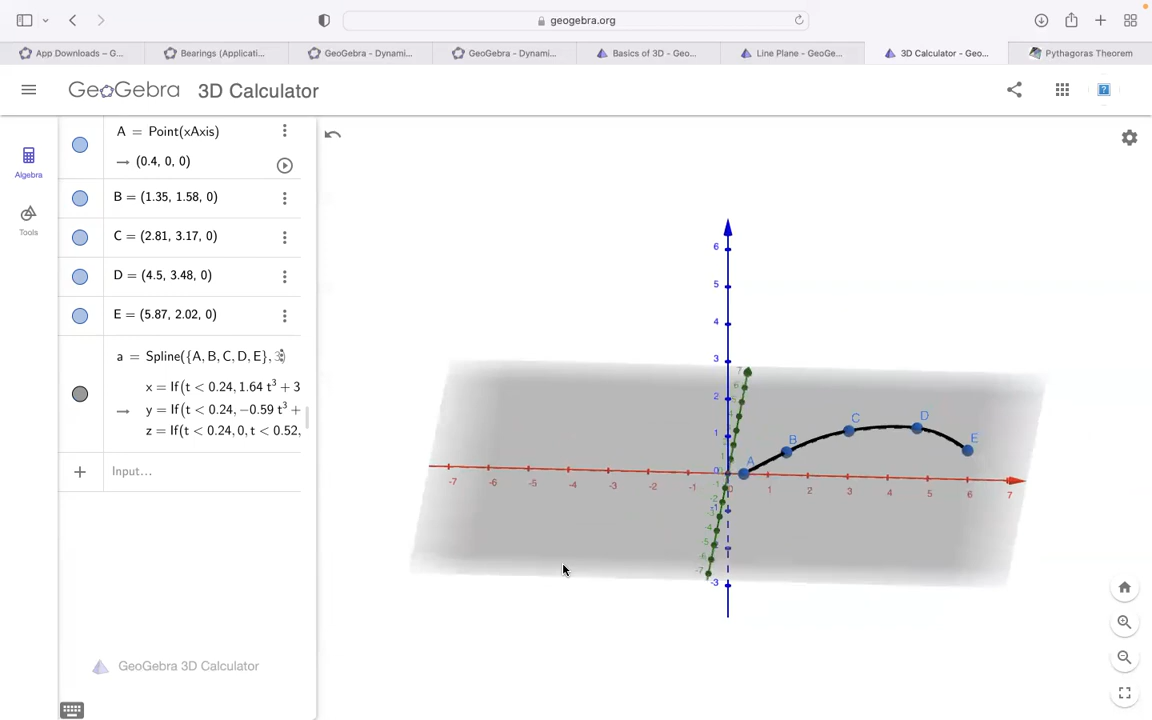 geogebra.org
App Downloads – G...
Bearings (Applicati...
GeoGebra - Dynami...
GeoGebra - Dynami...
Basics of 3D - Geo...
Line Plane - GeoGe...
3D Calculator - Geo...
Pythagoras Theorem
GeoGebra 3D Calculator
Algebra
Tools
A = Point(xAxis)
→ (0.4, 0, 0)
B = (1.35, 1.58, 0)
C = (2.81, 3.17, 0)
D = (4.5, 3.48, 0)
E = (5.87, 2.02, 0)
a = Spline({A, B, C, D, E}, 3)
x = If(t < 0.24, 1.64 t³ + 3
→ y = If(t < 0.24, −0.59 t³ +
z = If(t < 0.24, 0, t < 0.52,
+ Input...
GeoGebra 3D Calculator
6
5
4
3
2
1
0
-3
7
-7 -6 -5 -4 -3 -2 -1 0 1 2 3 4 5 6 7
A B C D E